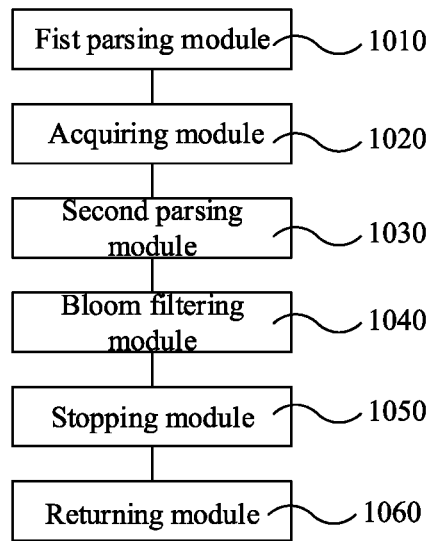 Fist parsing module
1010
Acquiring module
1020
Second parsing
module
1030
Bloom filtering
module
1040
Stopping module
1050
Returning module
1060